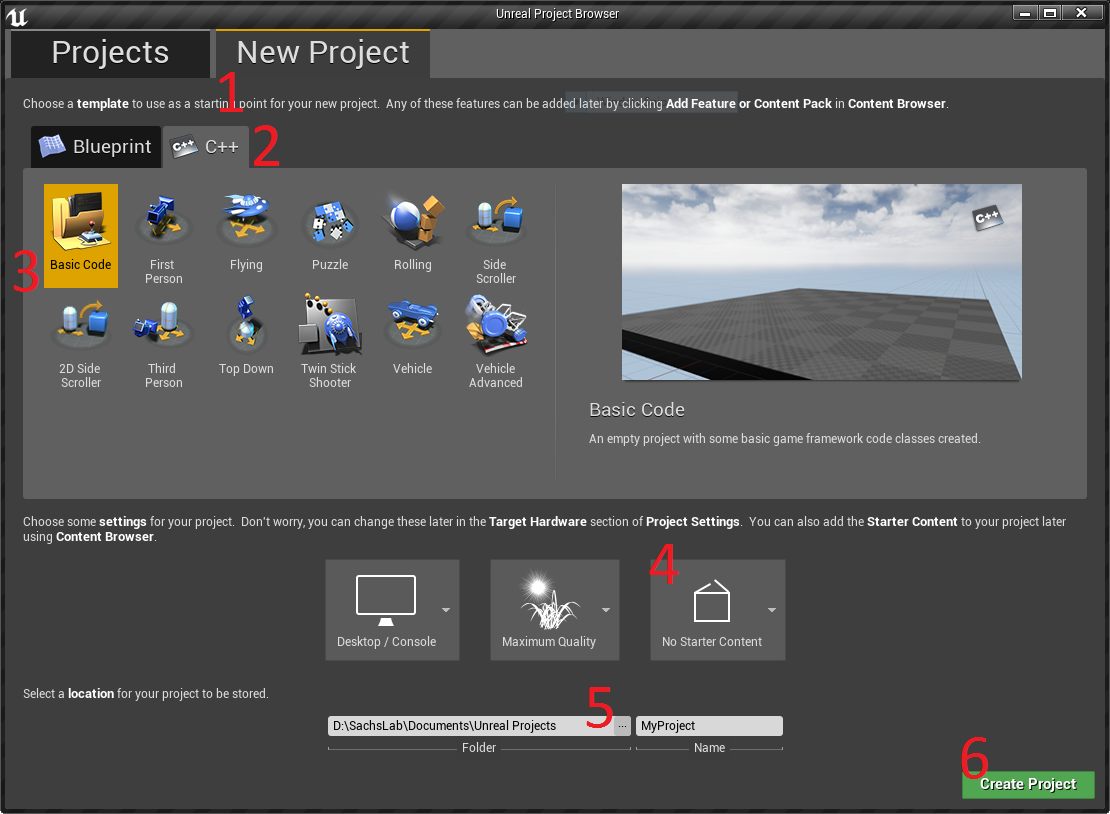 Unreal Project Browser
Projects
New Project
1
Choose a template to use as a starting point for your new project. Any of these features can be added later by clicking Add Feature or Content Pack in Content Browser.
Blueprint
C++
C++
2
3
Basic Code
First
Person
Flying
Puzzle
Rolling
Side
Scroller
2D Side
Scroller
Third
Person
Top Down
Twin Stick
Shooter
Vehicle
Vehicle
Advanced
C++
Basic Code
An empty project with some basic game framework code classes created.
Choose some settings for your project. Don't worry, you can change these later in the Target Hardware section of Project Settings. You can also add the Starter Content to your project later
using Content Browser.
4
Desktop / Console
Maximum Quality
No Starter Content
Select a location for your project to be stored.
5
D:\SachsLab\Documents\Unreal Projects
...
MyProject
Folder
Name
6
Create Project